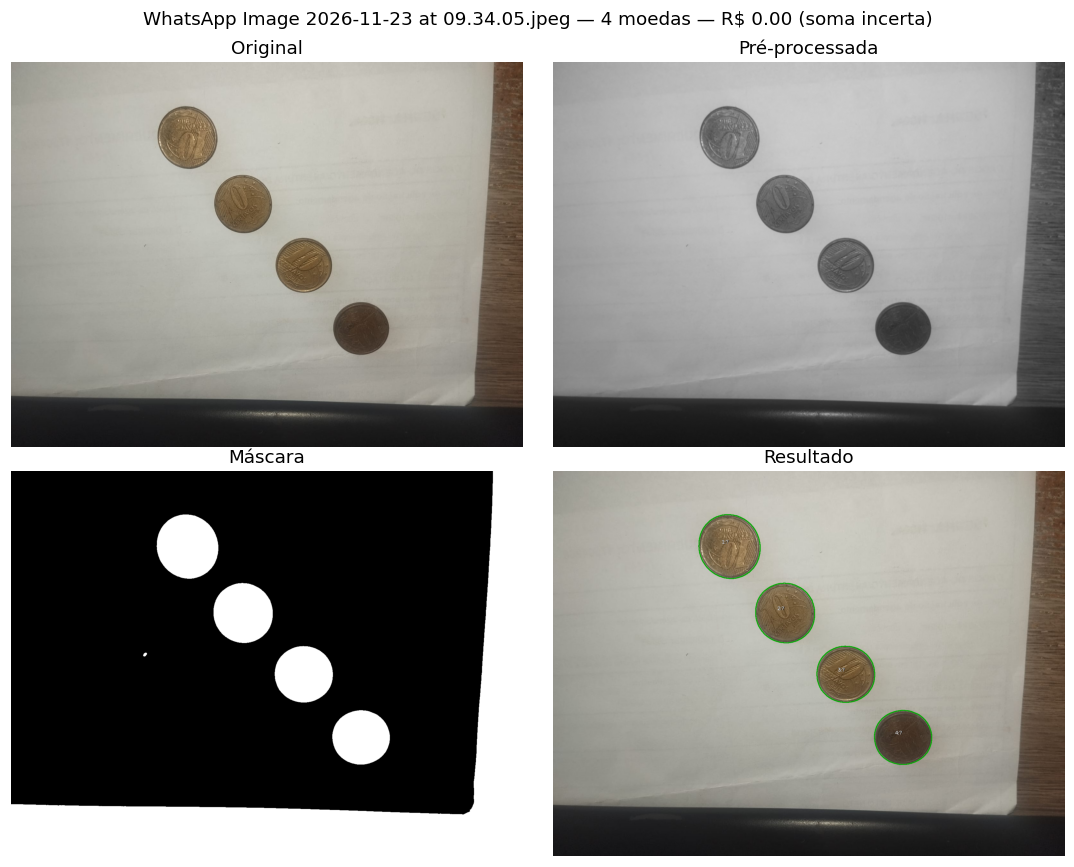 WhatsApp Image 2026-11-23 at 09.34.05.jpeg — 4 moedas — R$ 0.00 (soma incerta)
Original
Pré-processada
Máscara
Resultado